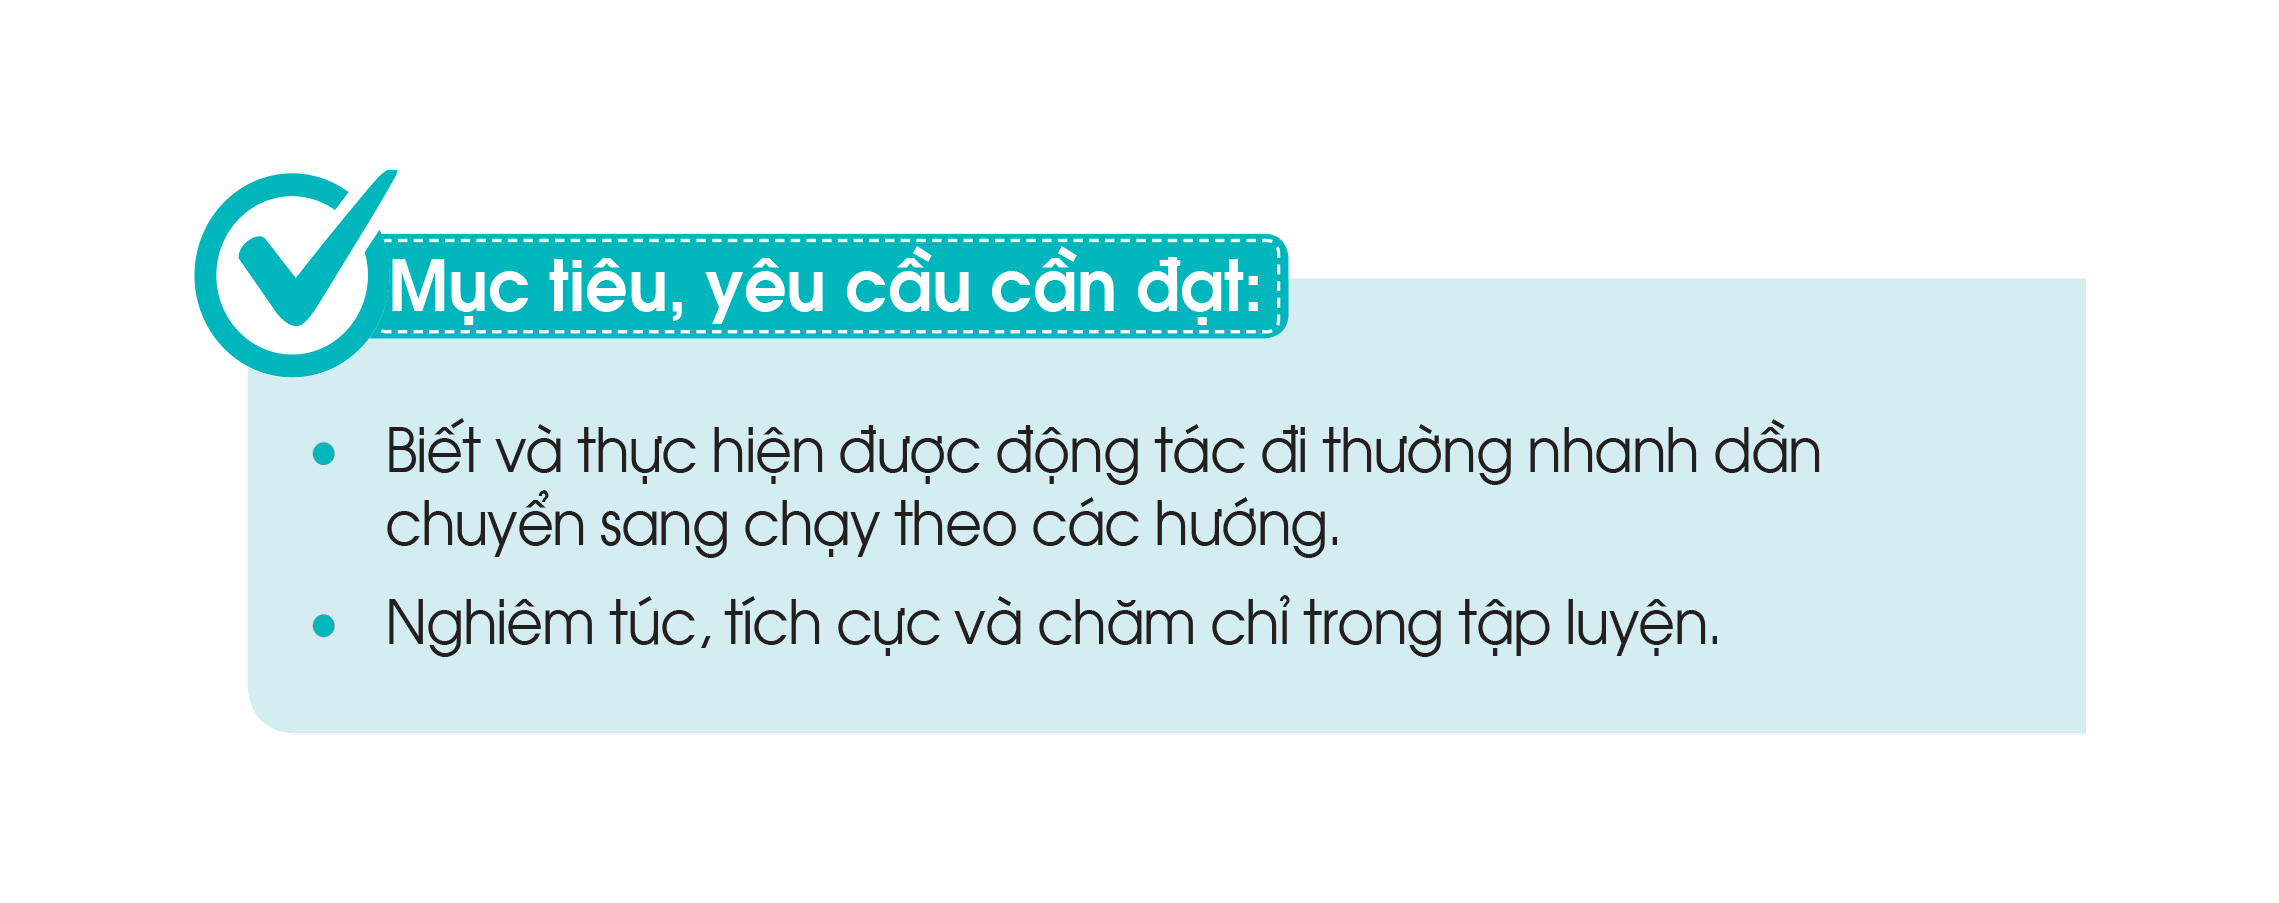 Mục tiêu, yêu cầu cần đạt:
• Biết và thực hiện được động tác đi thường nhanh dần
chuyển sang chạy theo các hướng.
• Nghiêm túc, tích cực và chăm chỉ trong tập luyện.